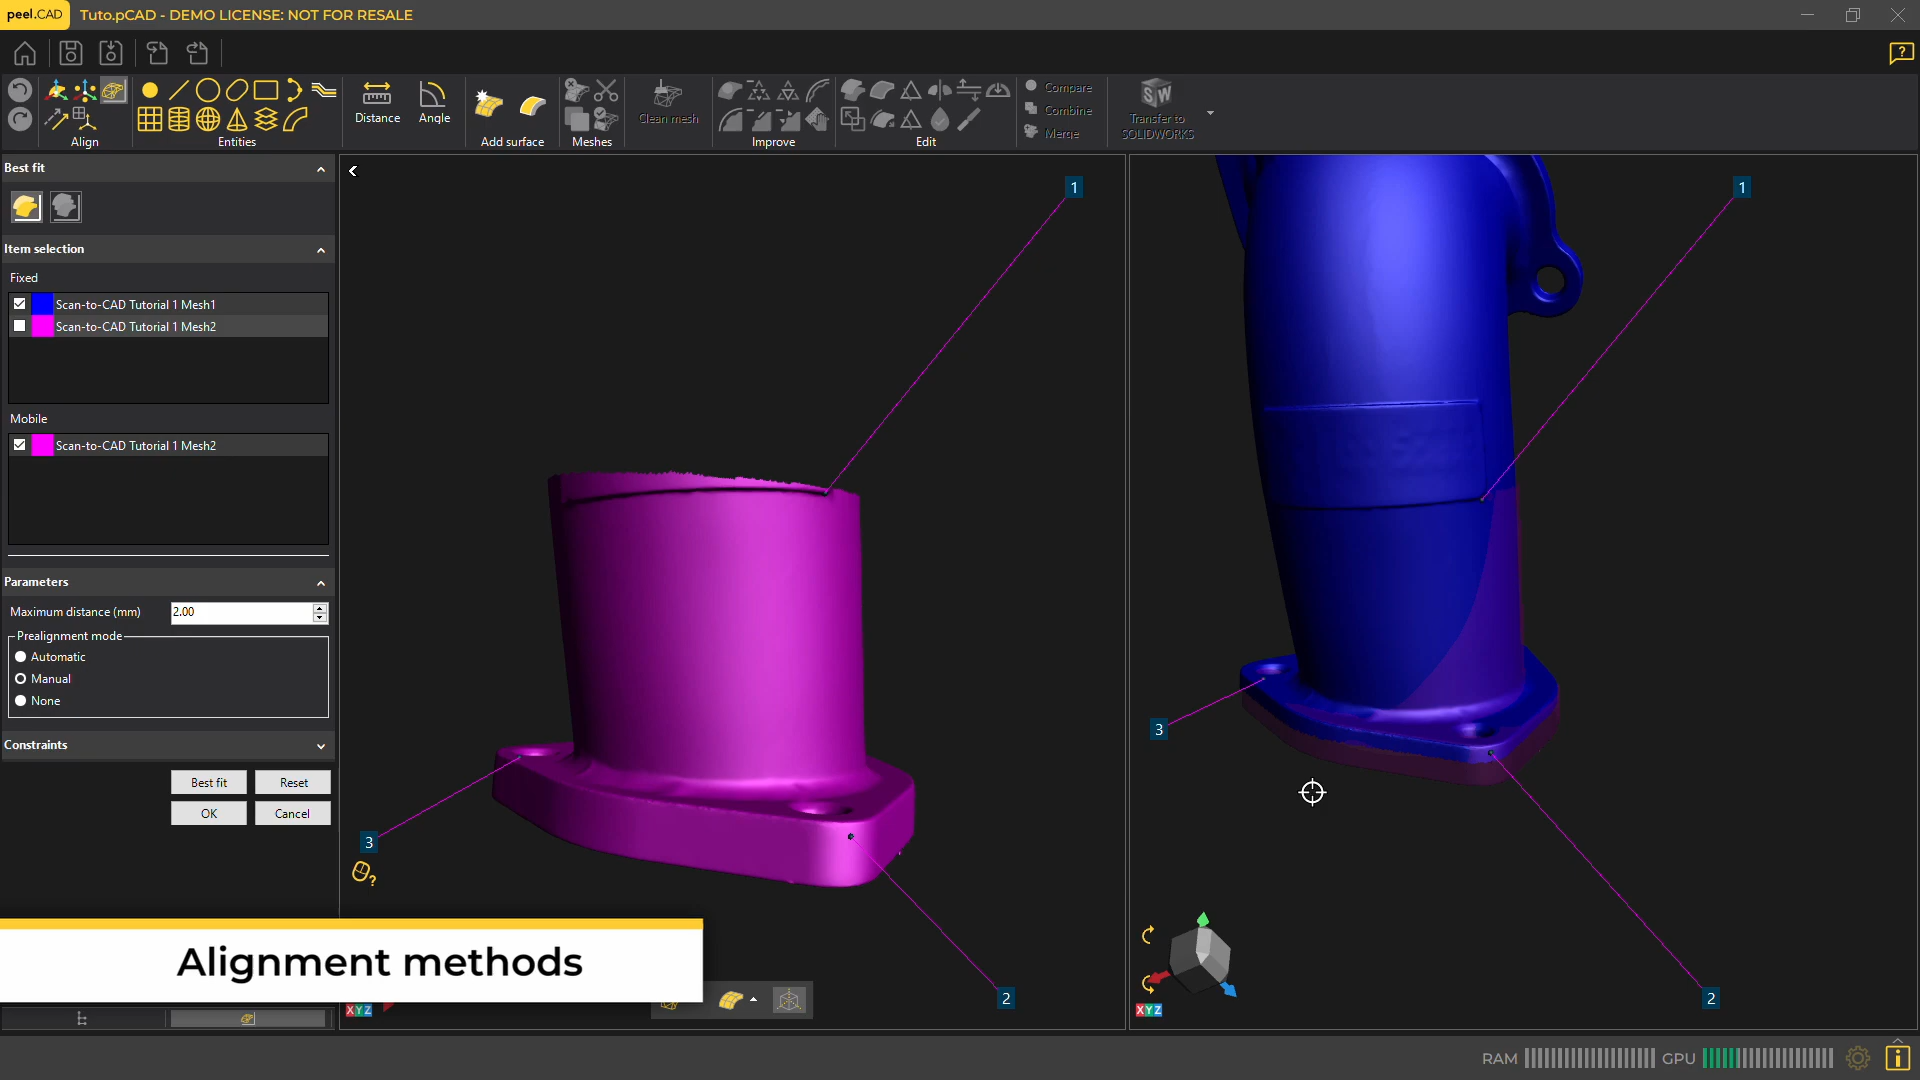 peel.CAD Tuto.pCAD - DEMO LICENSE: NOT FOR RESALE
?
Distance
Angle
Clean mesh
Compare
Combine
Merge
SW
Transfer to
SOLIDWORKS
Align
Entities
Add surface
Meshes
Improve
Edit
Best fit
Item selection
Fixed
Scan-to-CAD Tutorial 1 Mesh1
Scan-to-CAD Tutorial 1 Mesh2
Mobile
Scan-to-CAD Tutorial 1 Mesh2
Parameters
Maximum distance (mm) 2.00
Prealignment mode
Automatic
Manual
None
Constraints
Best fit Reset
OK Cancel
1
3
?
2
XYZ
1
3
2
XYZ
Alignment methods
RAM GPU